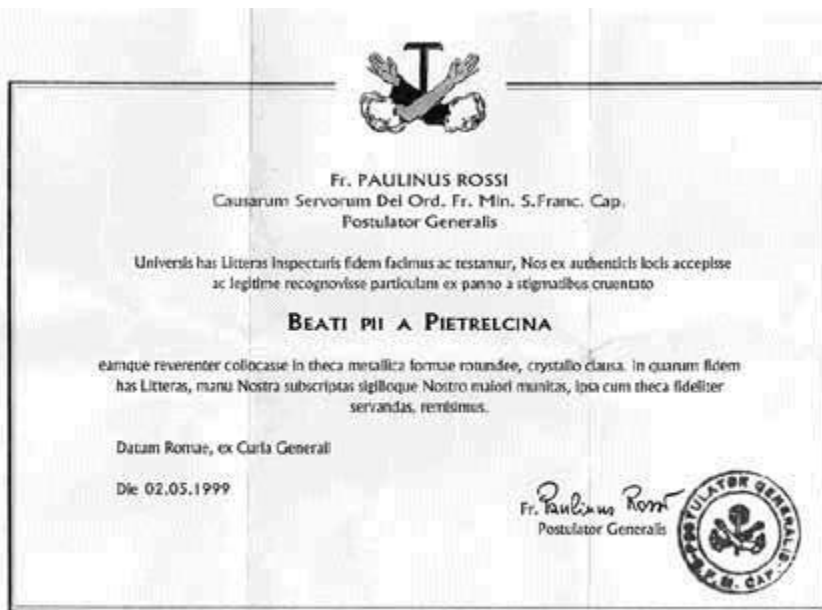 Fr. PAULINUS ROSSI
Causarum Servorum Dei Ord. Fr. Min. S.Franc. Cap.
Postulator Generalis
Universis has Litteras inspecturis fidem facimus ac testamur, Nos ex authenticis locis accepisse
ac legitime recognovisse particulam ex panno a stigmatibus cruentato
BEATI PII A PIETRELCINA
eamque reverenter collocasse in theca metallica formae rotundee, crystallo clausa. In quarum fidem
has Litteras, manu Nostra subscriptas sigilloque Nostro maiori munitas, ipsa cum theca fideliter
servandas, remisimus.
Datum Romae, ex Curia Generali
Die 02.05.1999
Fr. Paulinus Rossi
Postulator Generalis
POSTULATOR GENERALIS
O.F.M. CAP.